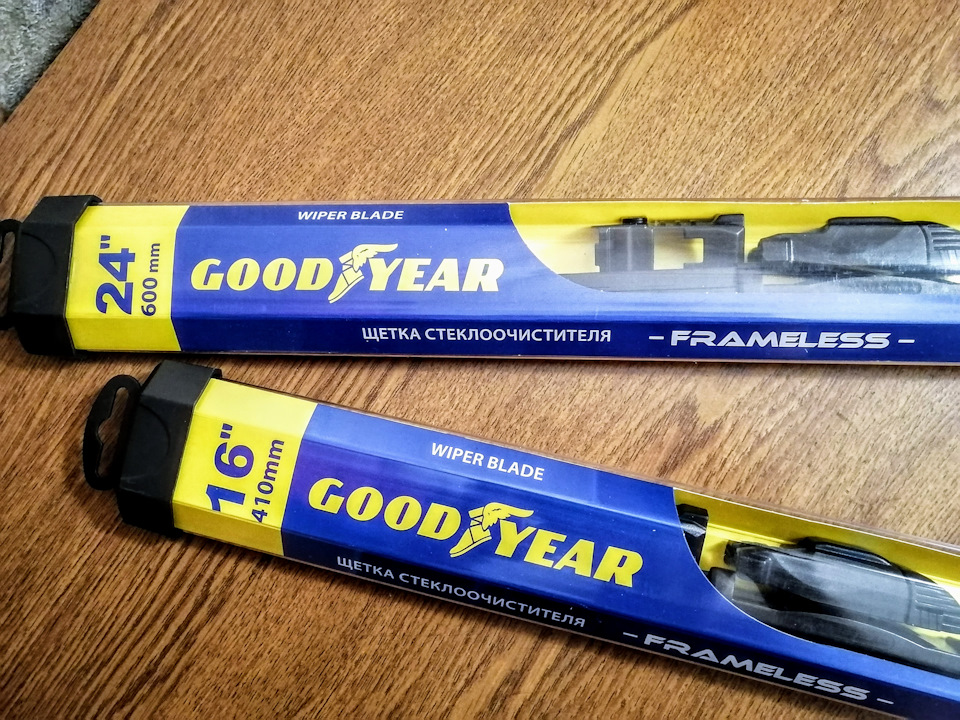 24"
600 mm
WIPER BLADE
GOODYEAR
ЩЕТКА СТЕКЛООЧИСТИТЕЛЯ
– FRAMELESS –
16"
410mm
WIPER BLADE
GOODYEAR
ЩЕТКА СТЕКЛООЧИСТИТЕЛЯ
– FRAMELESS –